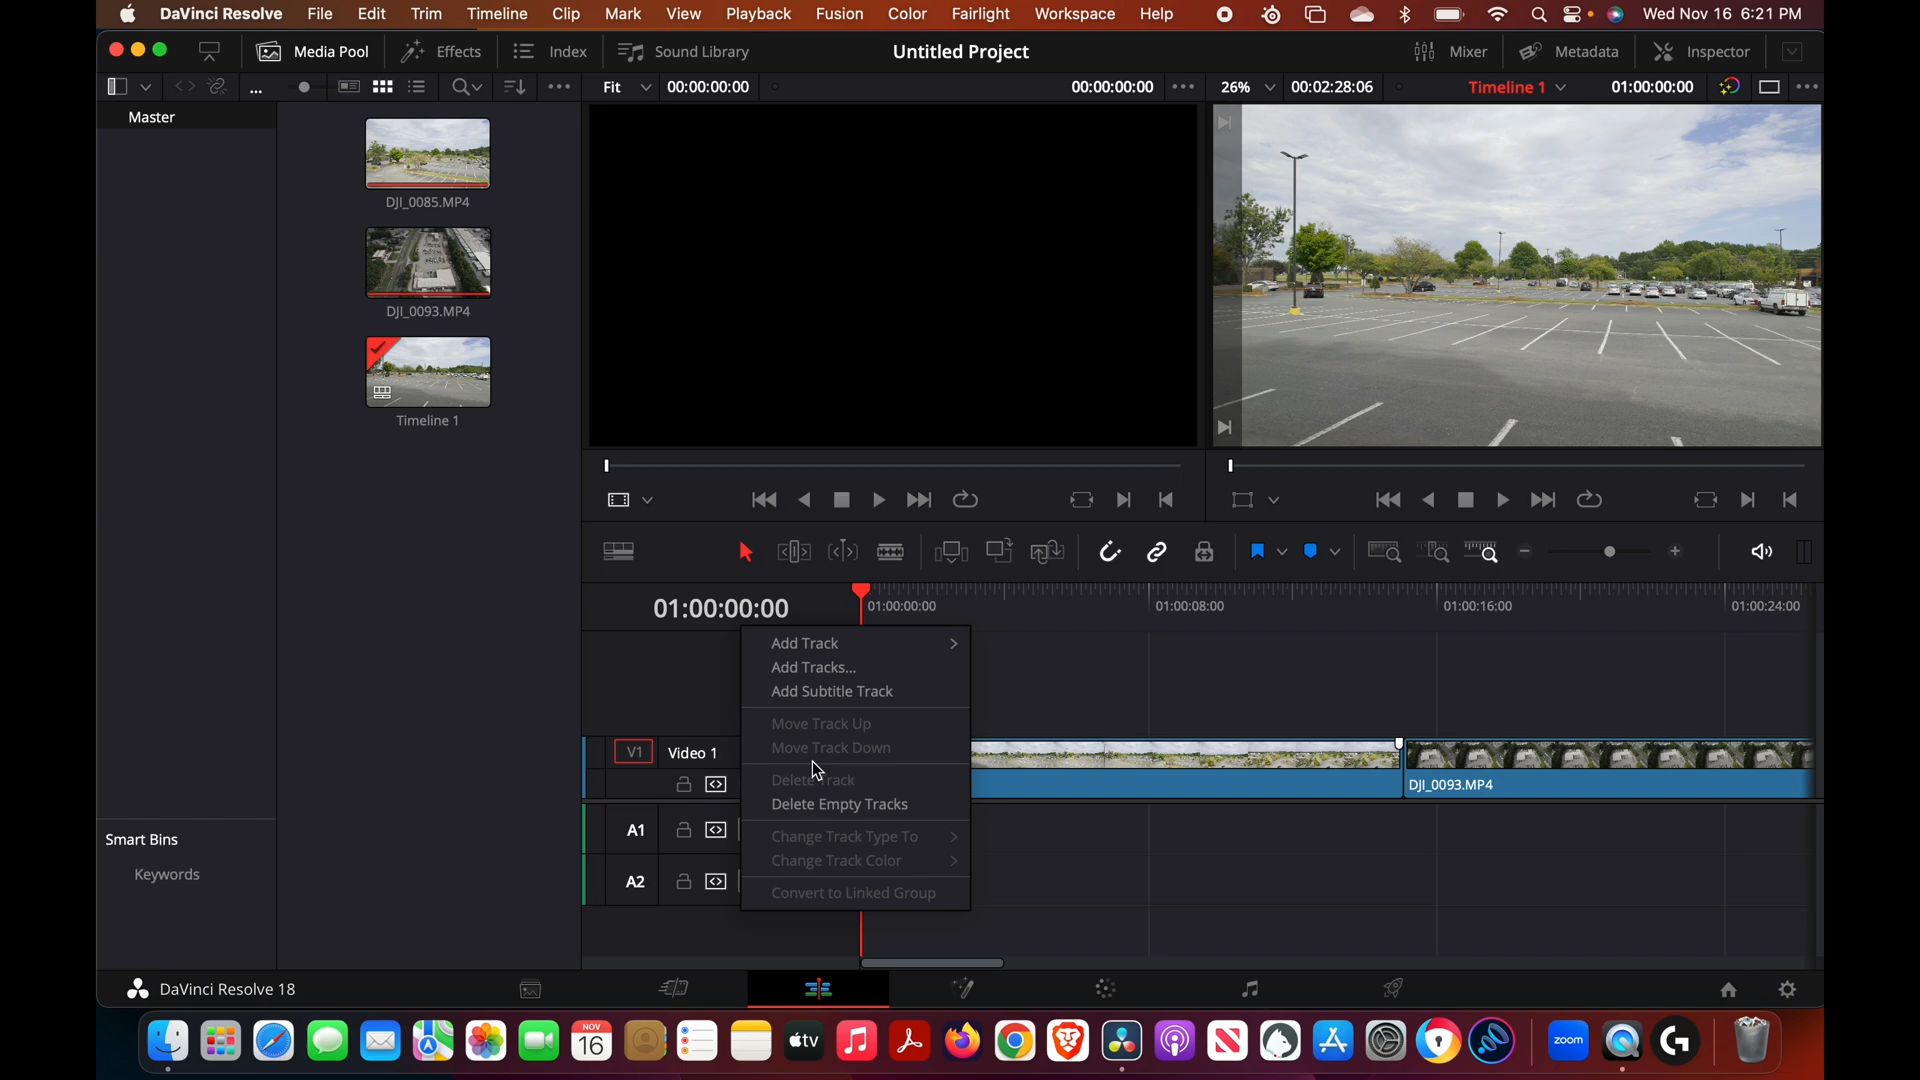 DaVinci Resolve File Edit Trim Timeline Clip Mark View Playback Fusion Color Fairlight Workspace Help Wed Nov 16 6:21 PM
Media Pool Effects Index Sound Library Untitled Project Mixer Metadata Inspector
Fit 00:00:00:00 00:00:00:00 26% 00:02:28:06 Timeline 1 01:00:00:00
Master
DJI_0085.MP4
DJI_0093.MP4
Timeline 1
01:00:00:00 01:00:00:00 01:00:08:00 01:00:16:00 01:00:24:00
Add Track
Add Tracks...
Add Subtitle Track
Move Track Up
Move Track Down
Delete Track
Delete Empty Tracks
Change Track Type To
Change Track Color
Convert to Linked Group
V1 Video 1
DJI_0093.MP4
A1
A2
Smart Bins
Keywords
DaVinci Resolve 18
NOV
16
tv
zoom